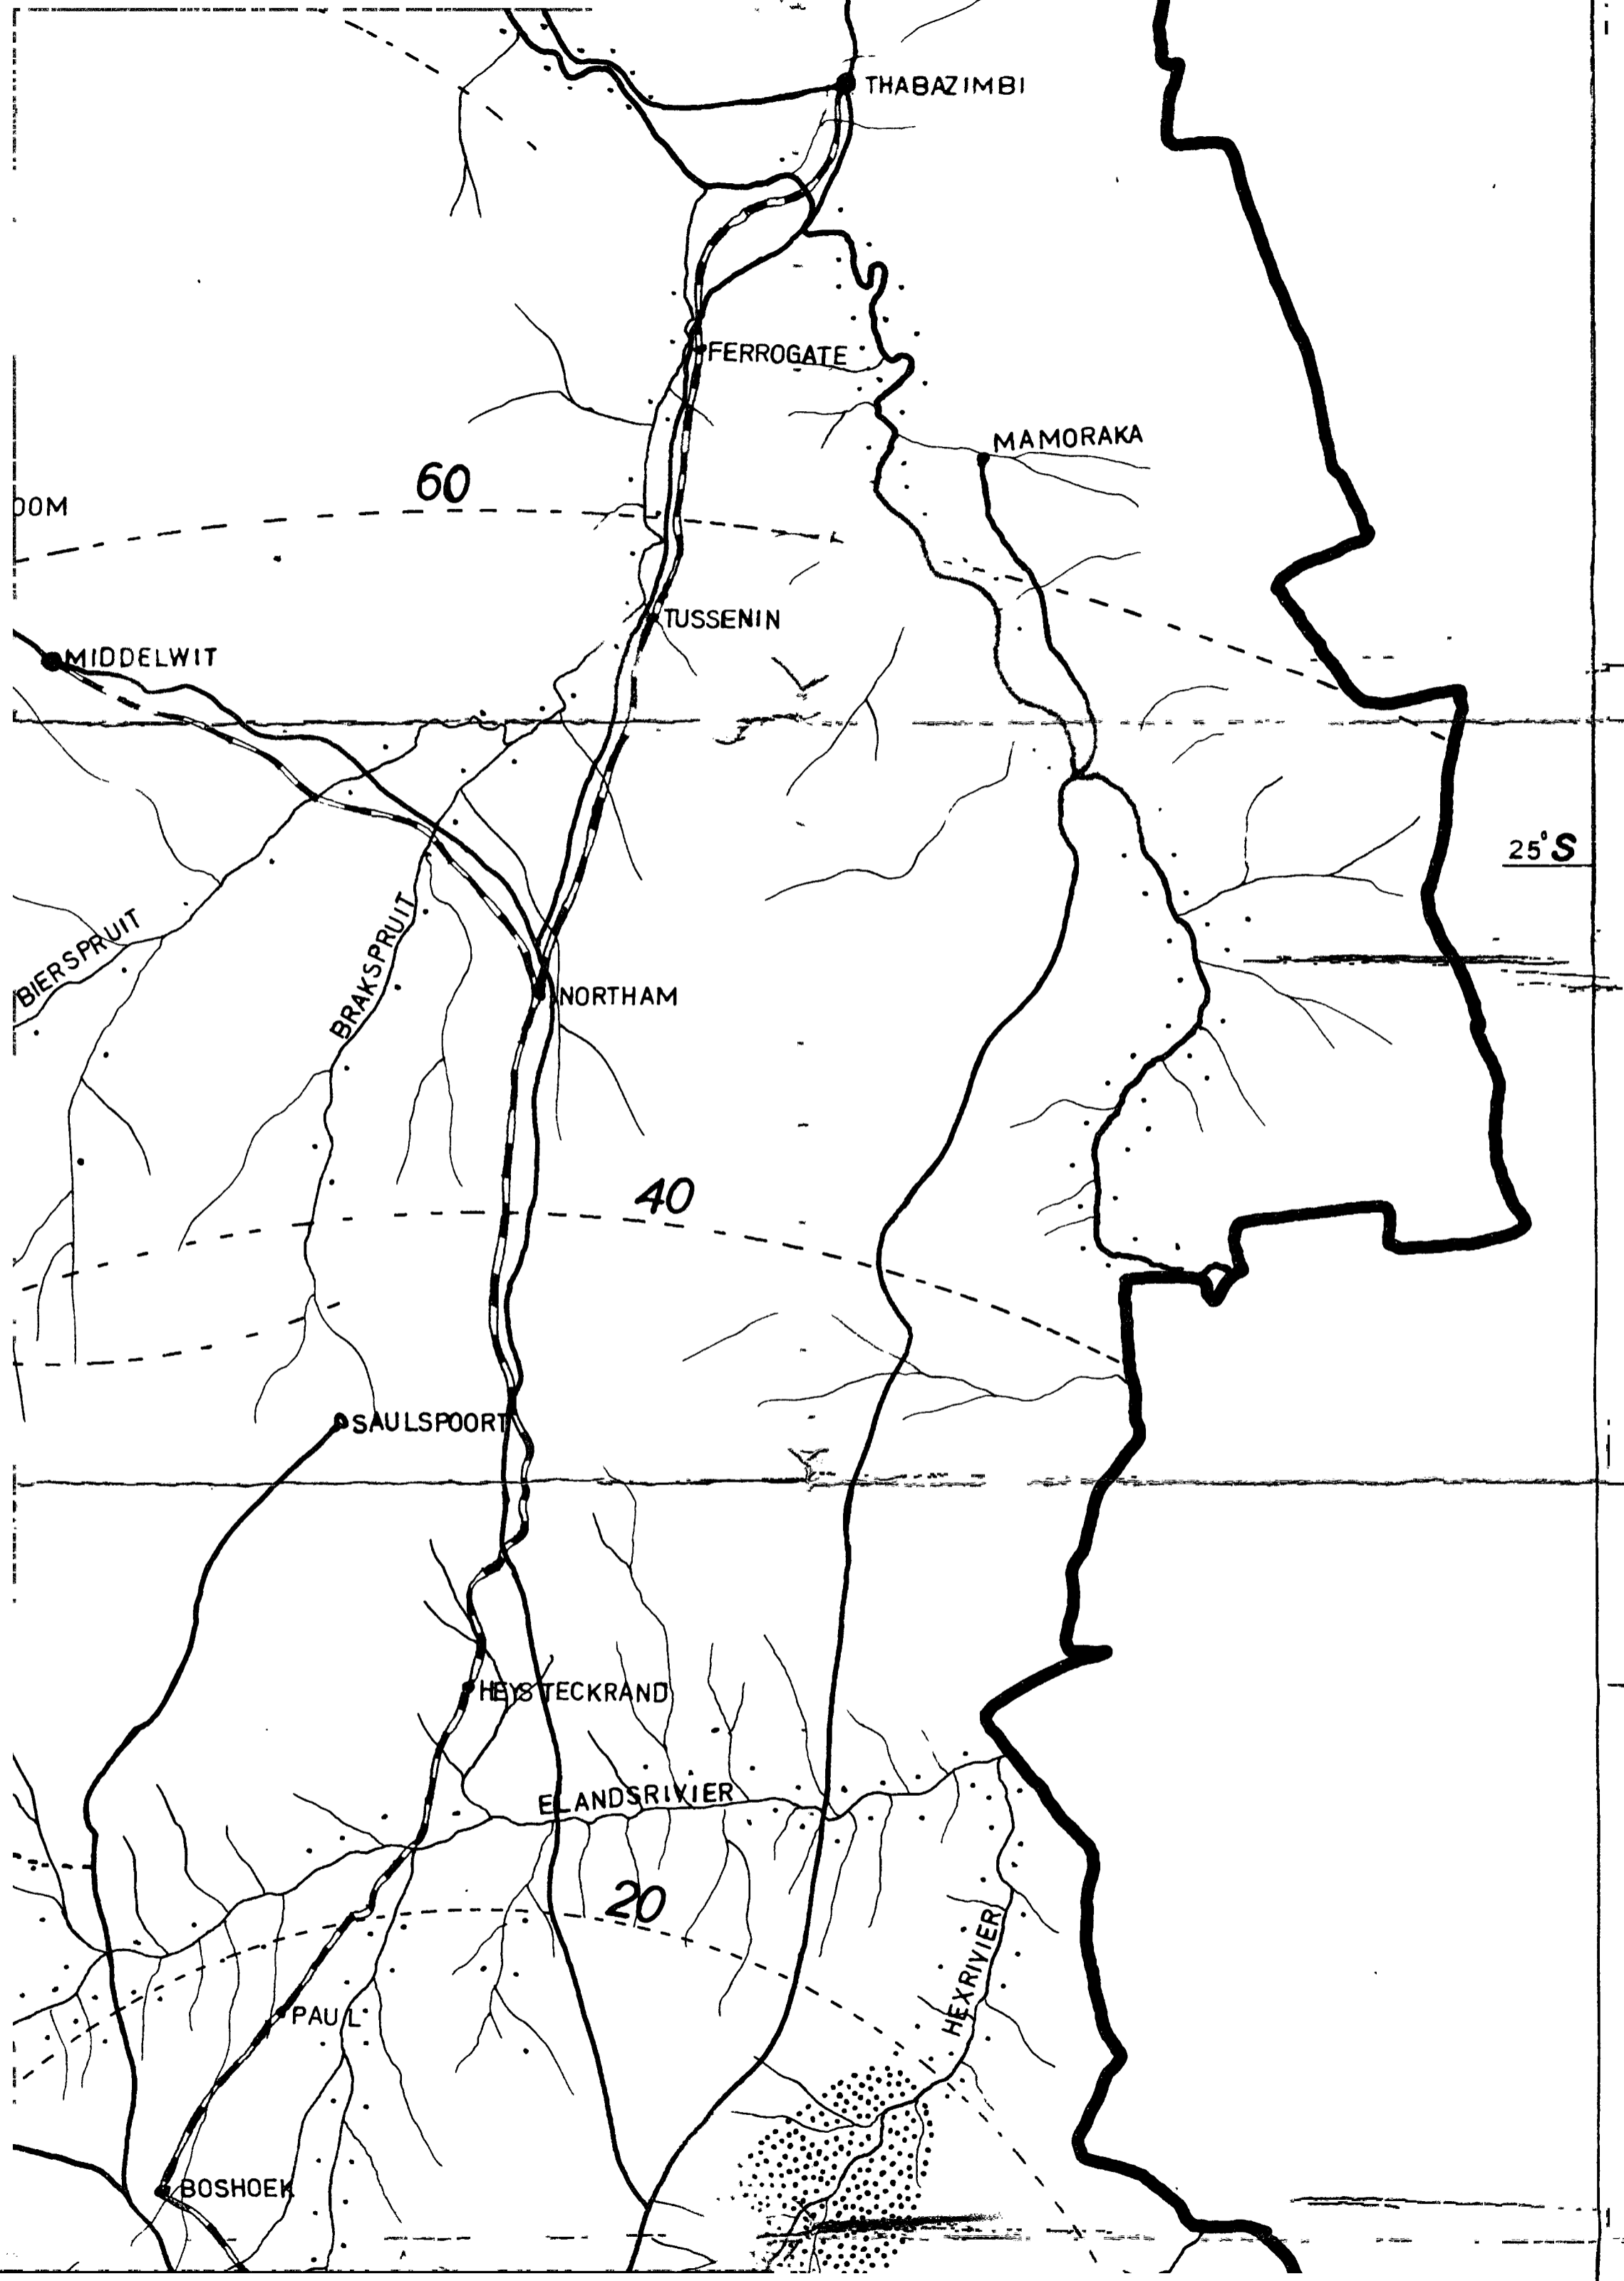 THABAZIMBI
FERROGATE
MAMORAKA
60
OOM
TUSSENIN
MIDDELWIT
25°S
BIERSPRUIT
BRAKSPRUIT
NORTHAM
40
SAULSPOORT
HEYSTECKRAND
ELANDSRIVIER
20
HEXRIVIER
PAUL
BOSHOEK